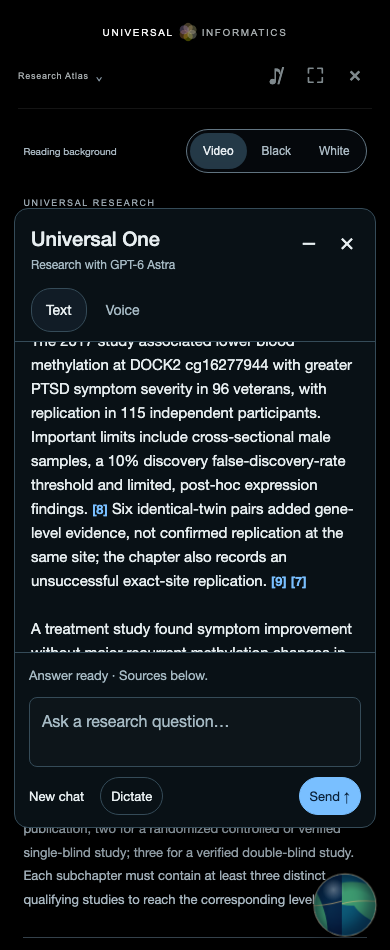 UNIVERSAL INFORMATICS
Research Atlas
Reading background
Video
Black
White
UNIVERSAL RESEARCH
Universal One
Research with GPT-6 Astra
Text
Voice
The 2017 study associated lower blood
methylation at DOCK2 cg16277944 with greater
PTSD symptom severity in 96 veterans, with
replication in 115 independent participants.
Important limits include cross-sectional male
samples, a 10% discovery false-discovery-rate
threshold and limited, post-hoc expression
findings. [8] Six identical-twin pairs added gene-
level evidence, not confirmed replication at the
same site; the chapter also records an
unsuccessful exact-site replication. [9] [7]
A treatment study found symptom improvement
without major recurrent methylation changes in
Answer ready · Sources below.
Ask a research question…
New chat
Dictate
Send ↑
publication, two for a randomized controlled or verified
single-blind study; three for a verified double-blind study.
Each subchapter must contain at least three distinct
qualifying studies to reach the corresponding level